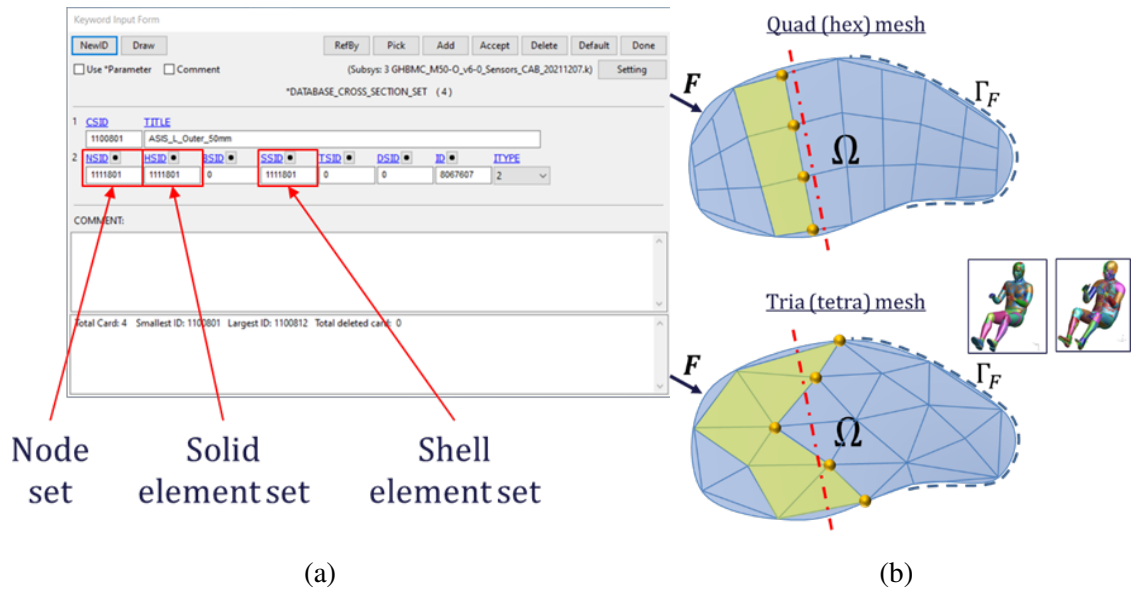 Keyword Input Form
NewID Draw RefBy Pick Add Accept Delete Default Done
Use *Parameter Comment (Subsys: 3 GHBMC_M50-O_v6-0_Sensors_CAB_20211207.k) Setting
*DATABASE_CROSS_SECTION_SET (4)
1 CSID TITLE
1100801 ASIS_L_Outer_50mm
2 NSID HSID BSID SSID TSID DSID ID ITYPE
1111801 1111801 0 1111801 0 0 8067607 2
COMMENT:
Total Card: 4 Smallest ID: 1100801 Largest ID: 1100812 Total deleted card: 0
Node
set
Solid
element set
Shell
element set
(a)
Quad (hex) mesh
F
Γ_F
Ω
Tria (tetra) mesh
F
Γ_F
Ω
(b)